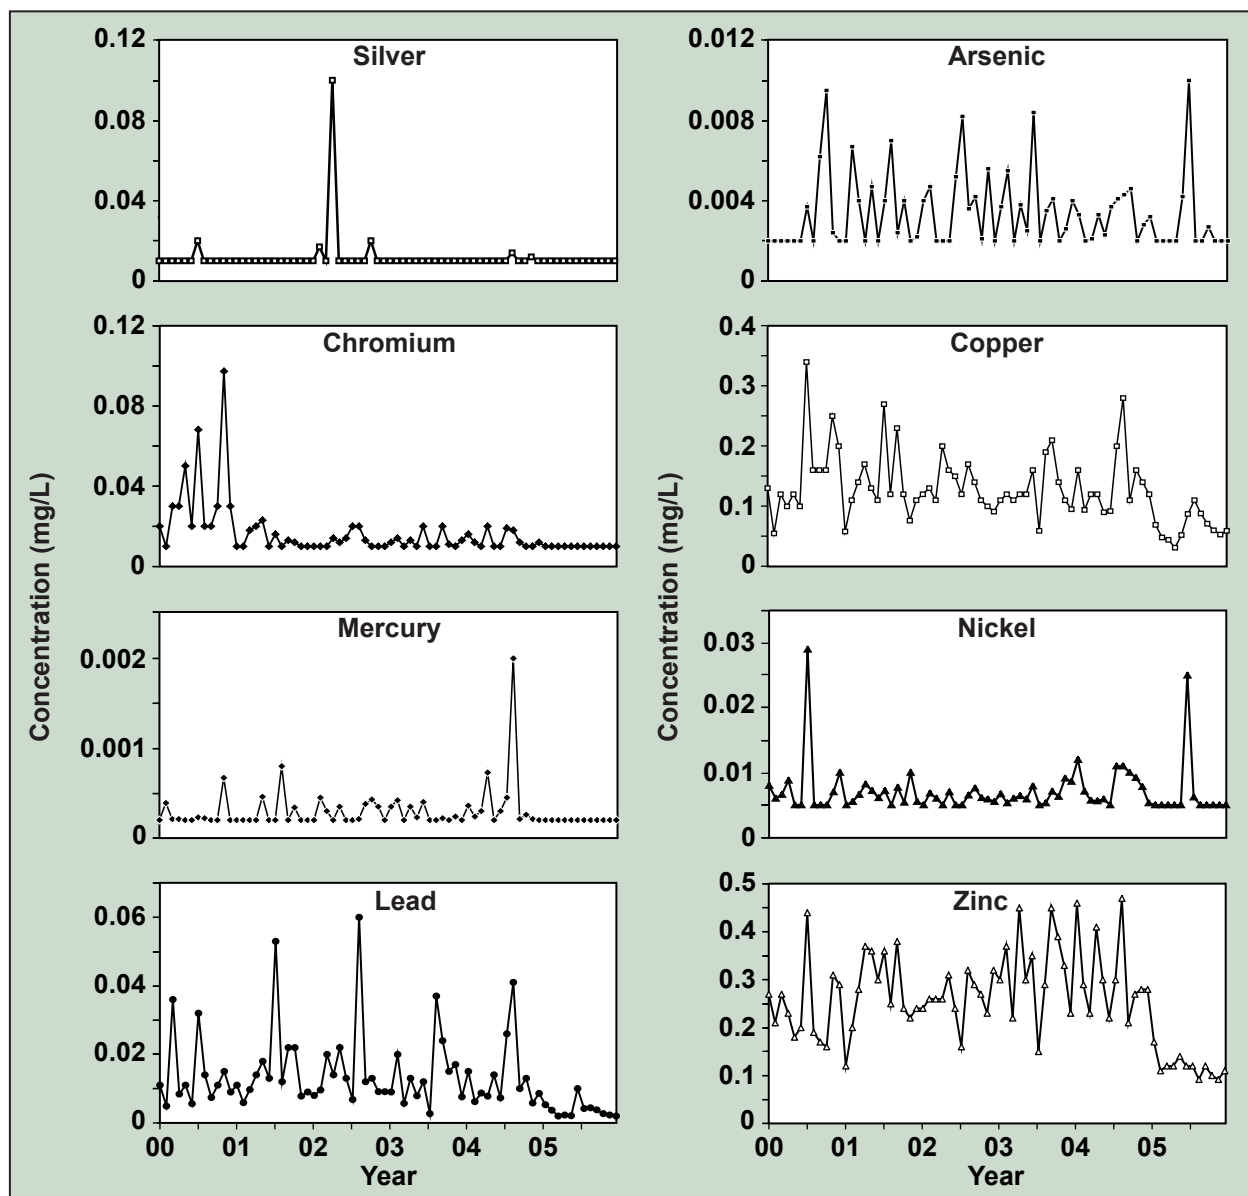 Silver
0.12
0.08
0.04
0
Arsenic
0.012
0.008
0.004
0
Chromium
0.12
0.08
0.04
0
Copper
0.4
0.3
0.2
0.1
0
Mercury
0.002
0.001
0
Nickel
0.03
0.01
0.01
0
Lead
0.06
0.04
0.02
0
Zinc
0.5
0.4
0.3
0.2
0.1
0
Concentration (mg/L)
Concentration (mg/L)
00 01 02 03 04 05
Year
00 01 02 03 04 05
Year